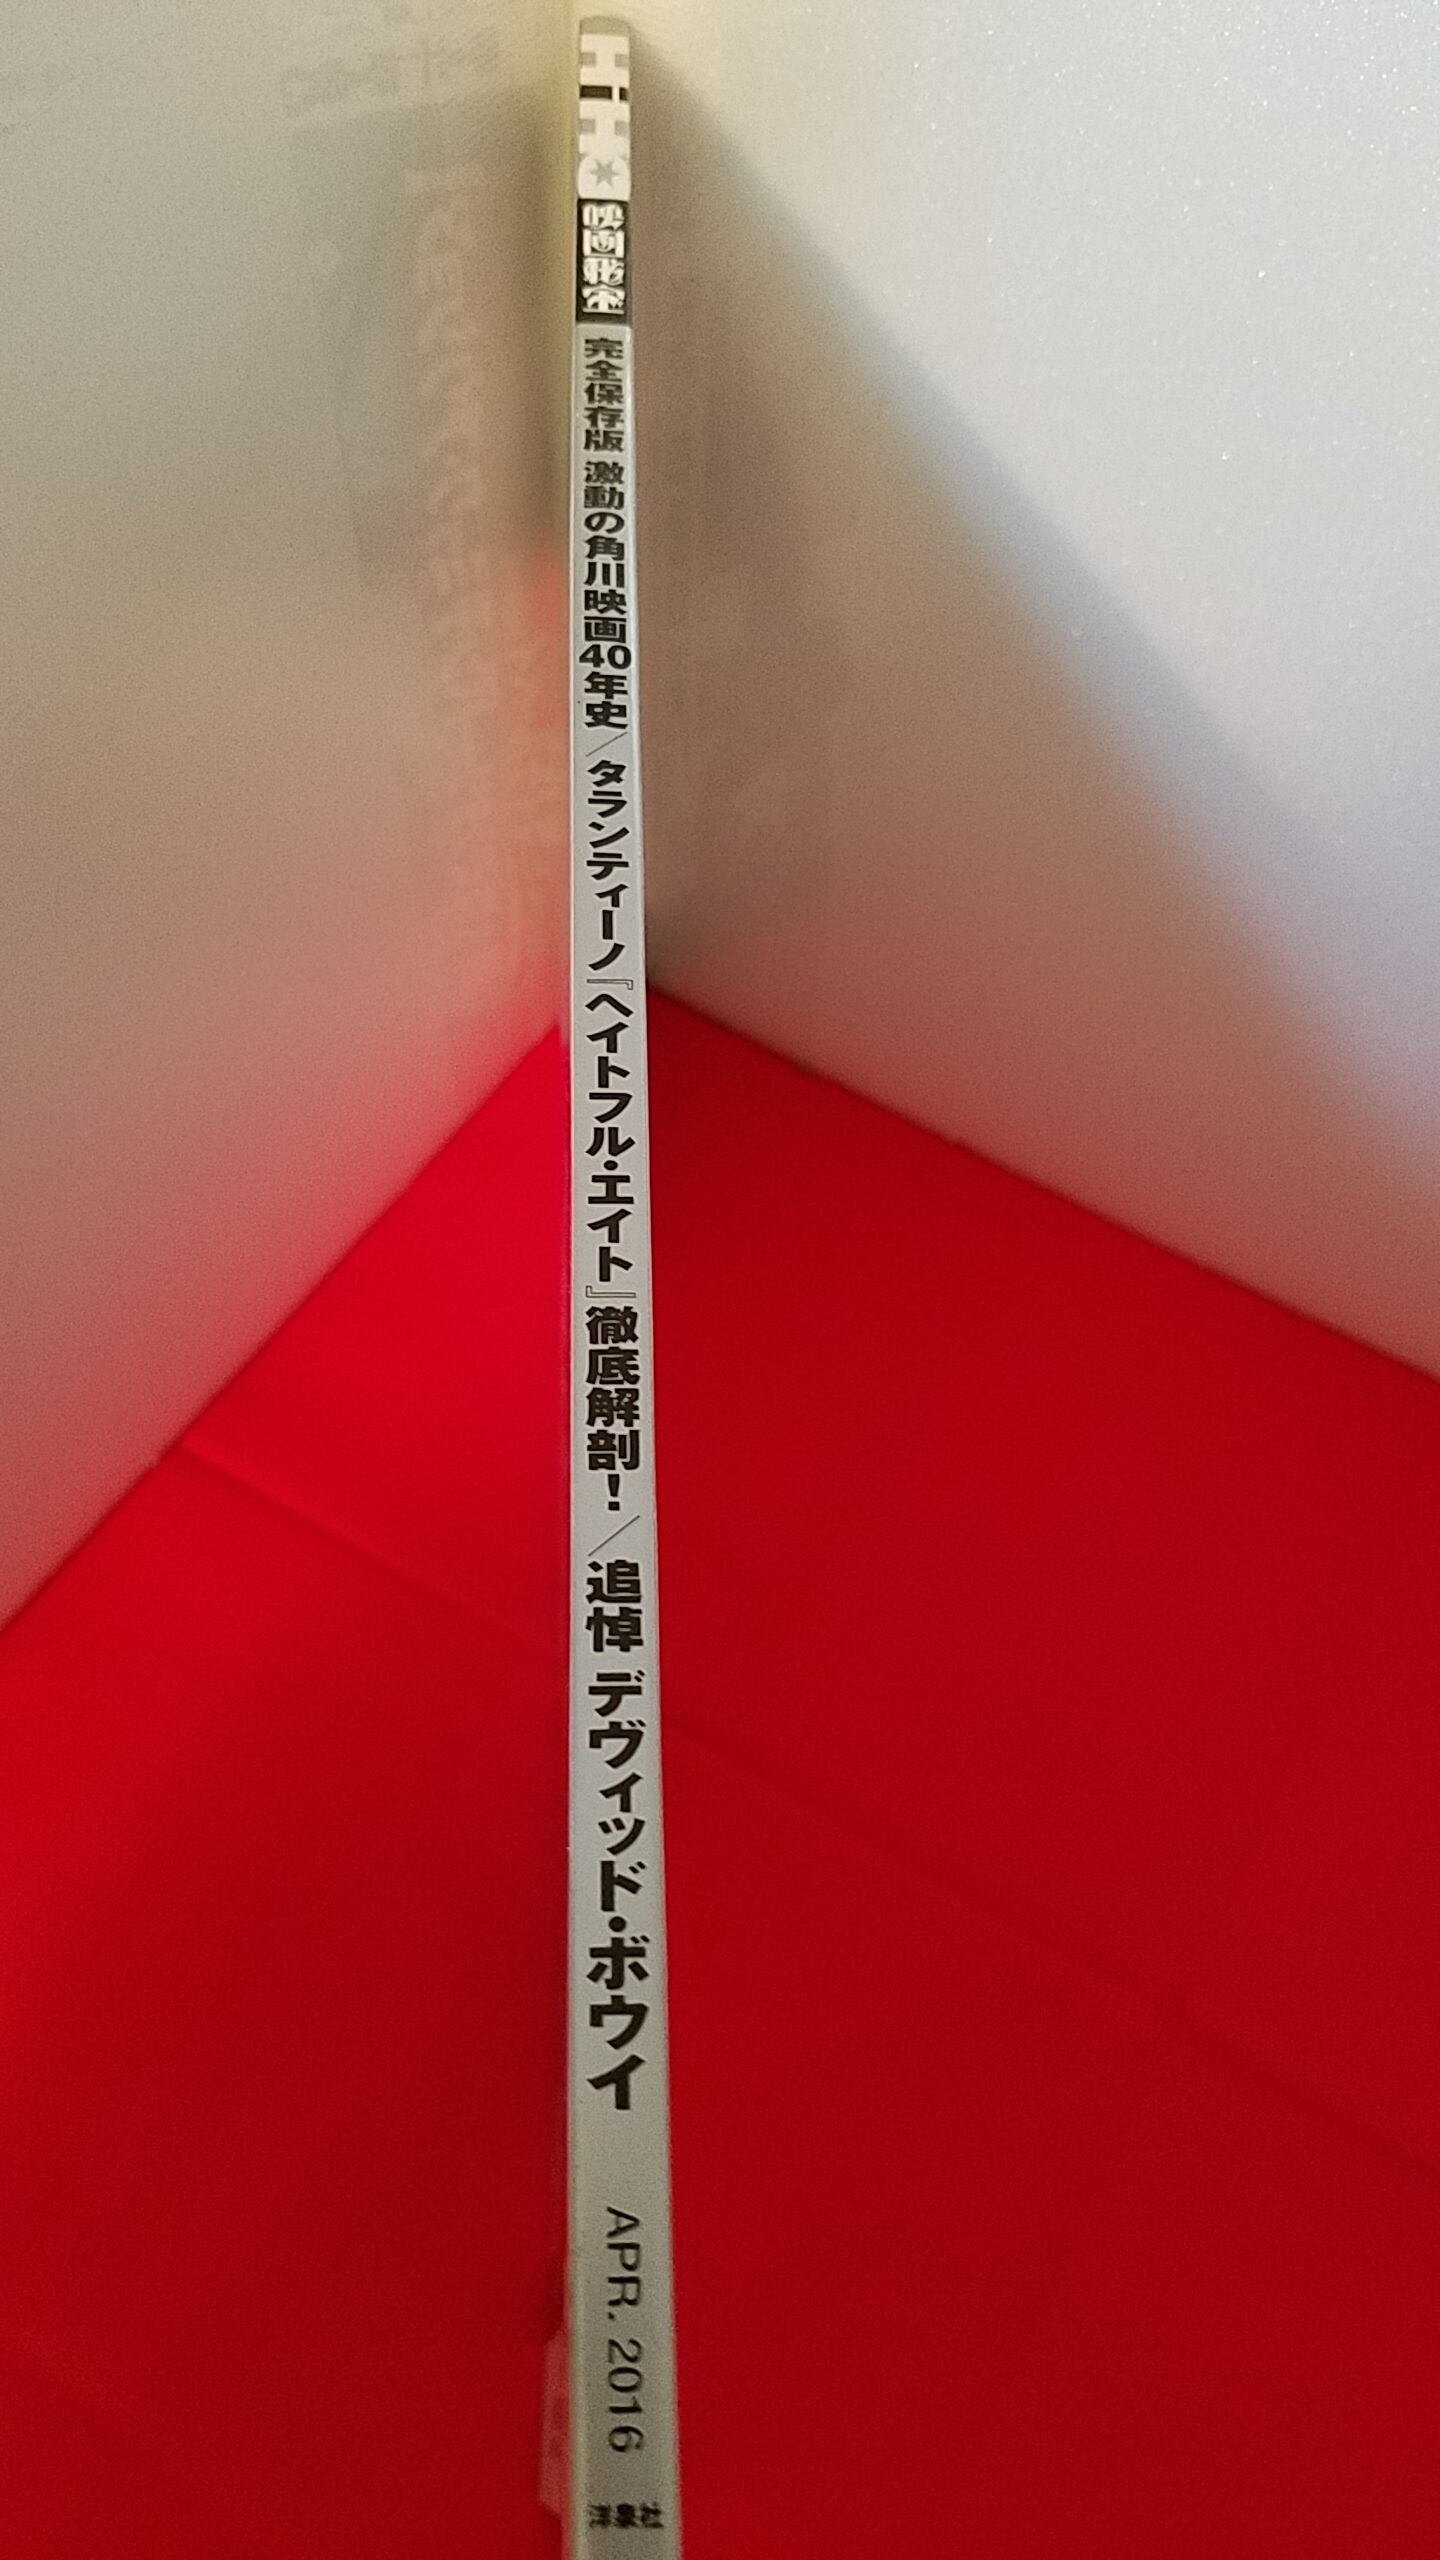 映画秘宝
完全保存版 激動の角川映画40年史／タランティーノ『ヘイトフル・エイト』徹底解剖！／追悼 デヴィッド・ボウイ
APR. 2016
洋泉社